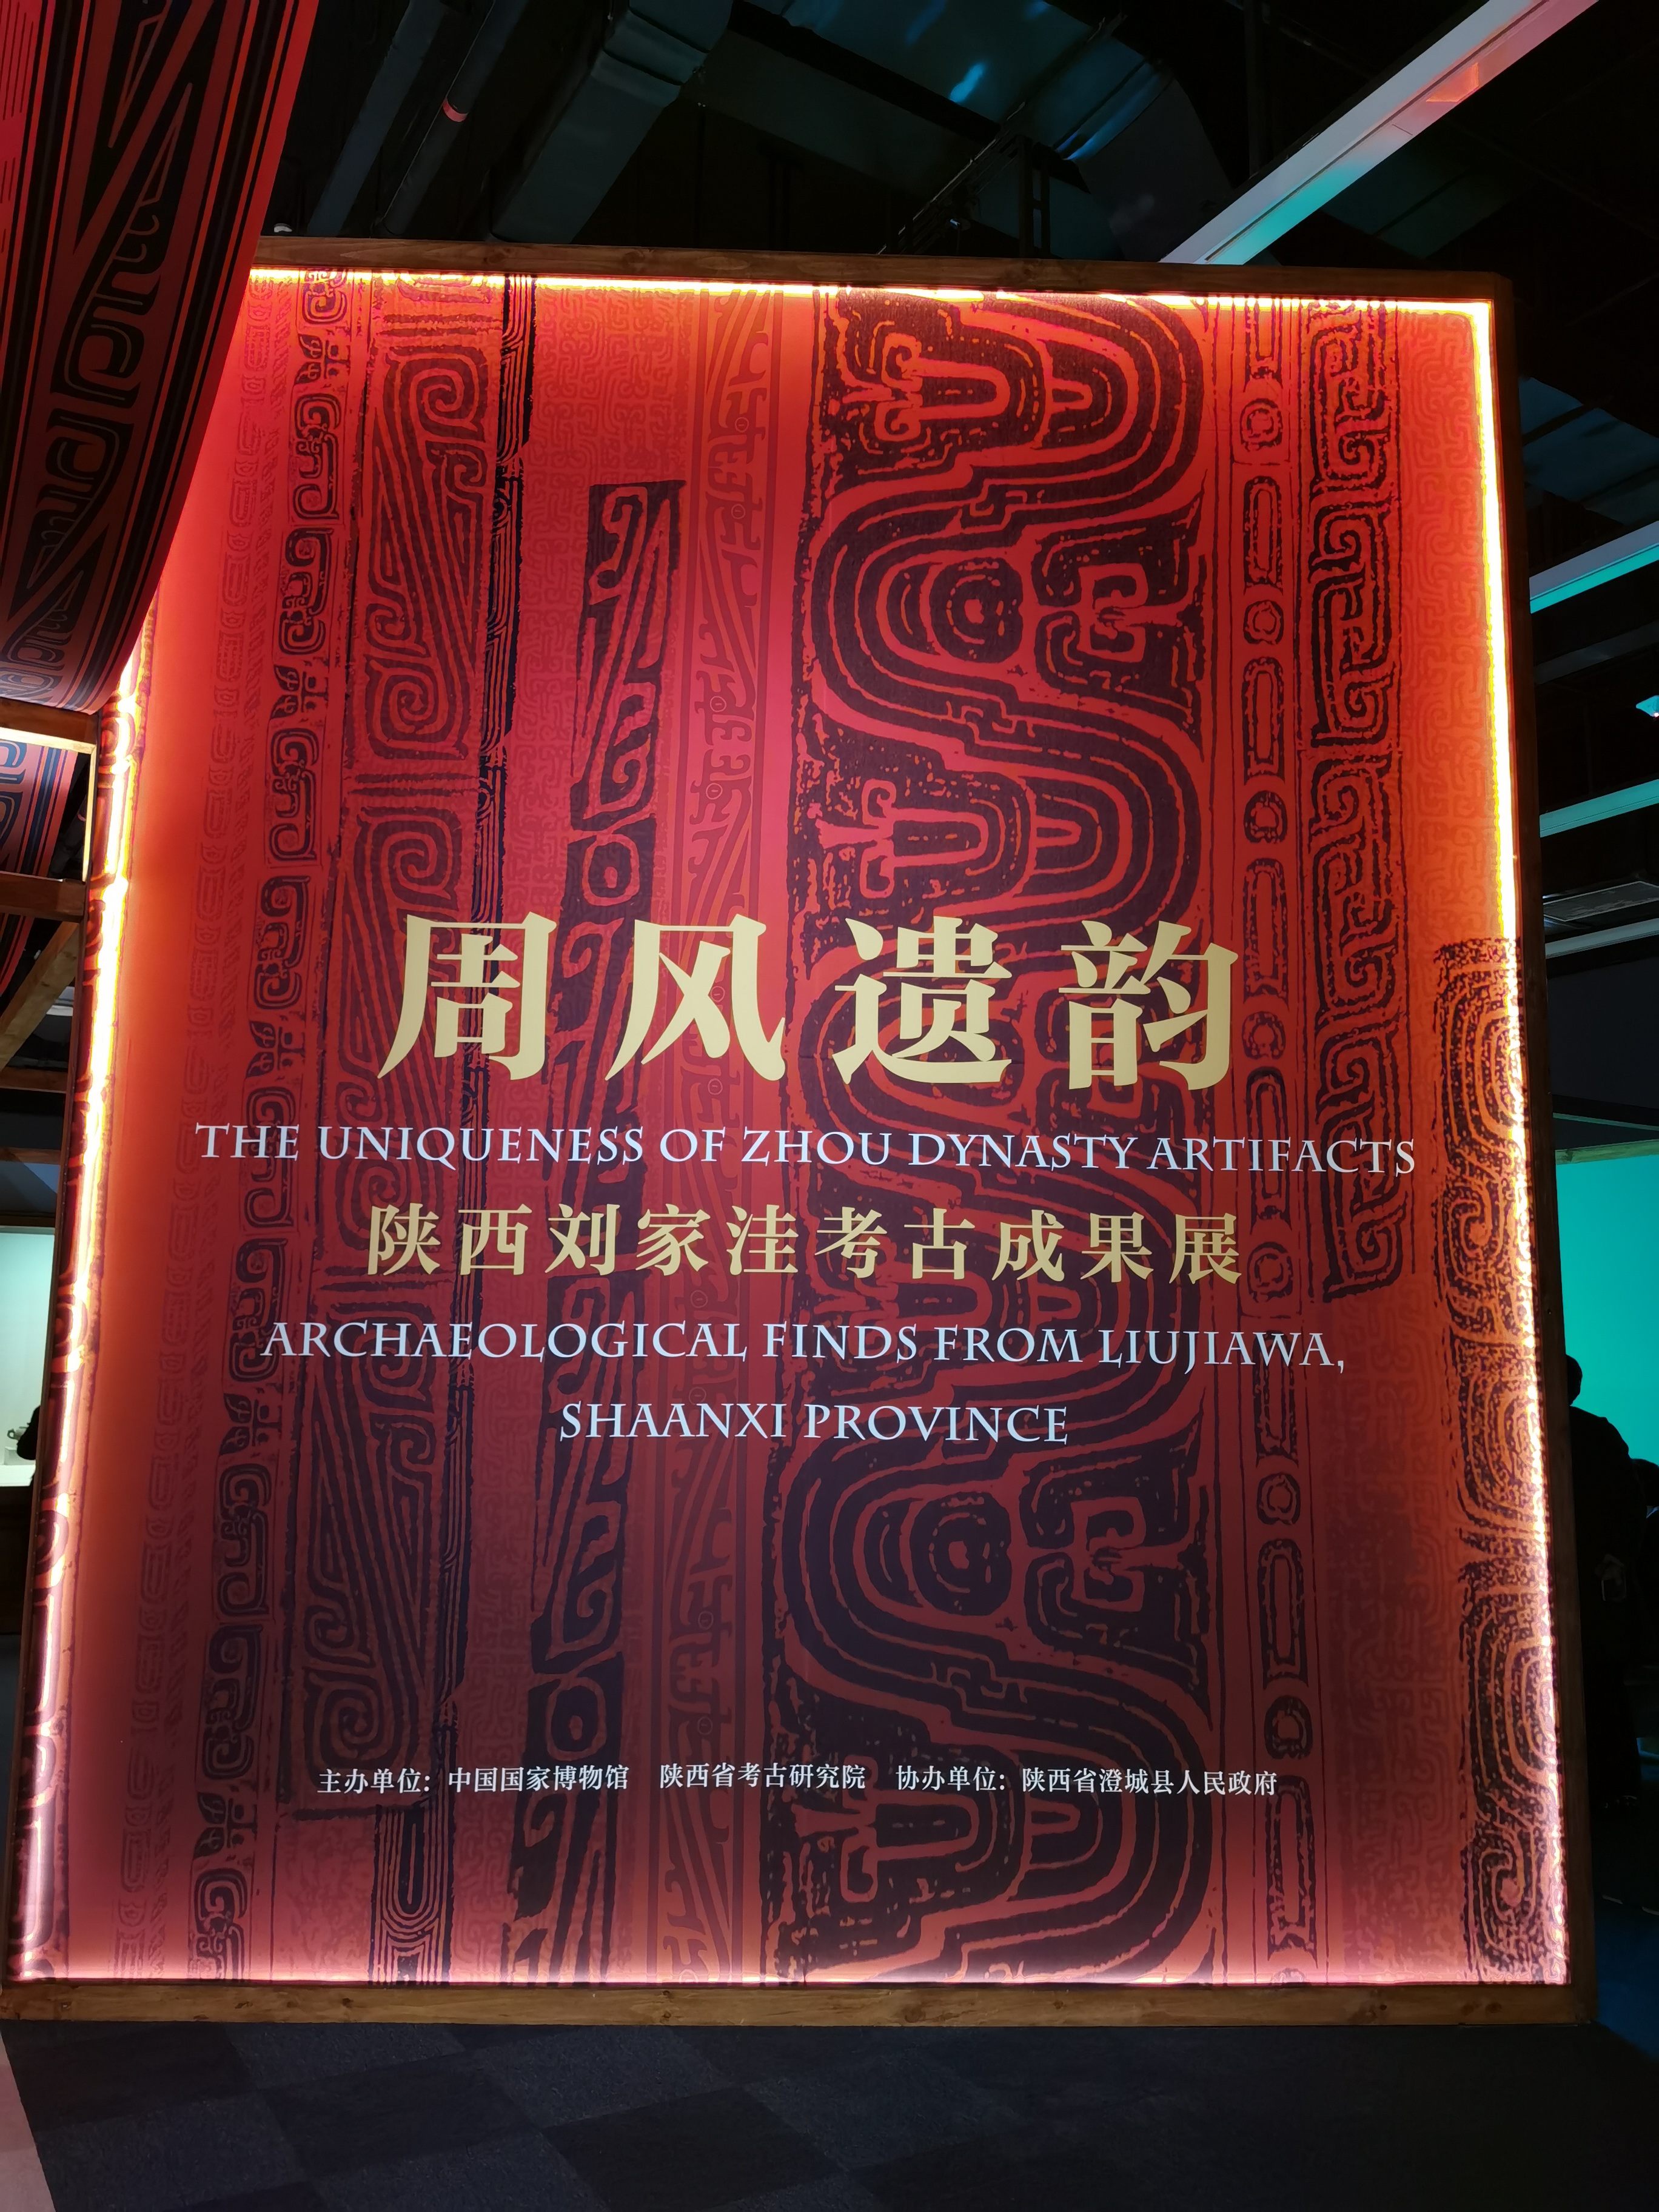 周风遗韵
THE UNIQUENESS OF ZHOU DYNASTY ARTIFACTS
陕西刘家洼考古成果展
ARCHAEOLOGICAL FINDS FROM LIUJIAWA,
SHAANXI PROVINCE
主办单位：中国国家博物馆 陕西省考古研究院 协办单位：陕西省澄城县人民政府